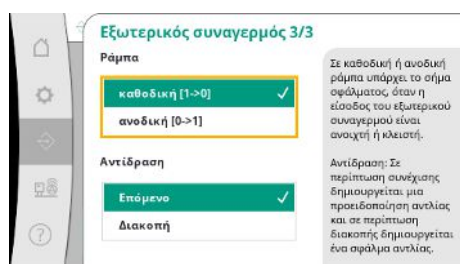 Εξωτερικός συναγερμός 3/3
Ράμπα
καθοδική [1->0]
ανοδική [0->1]
Αντίδραση
Επόμενο
Διακοπή
Σε καθοδική ή ανοδική
ράμπα υπάρχει το σήμα
σφάλματος, όταν η
είσοδος του εξωτερικού
συναγερμού είναι
ανοιχτή ή κλειστή.
Αντίδραση: Σε
περίπτωση συνέχισης
δημιουργείται μια
προειδοποίηση αντλίας
και σε περίπτωση
διακοπής δημιουργείται
ένα σφάλμα αντλίας.